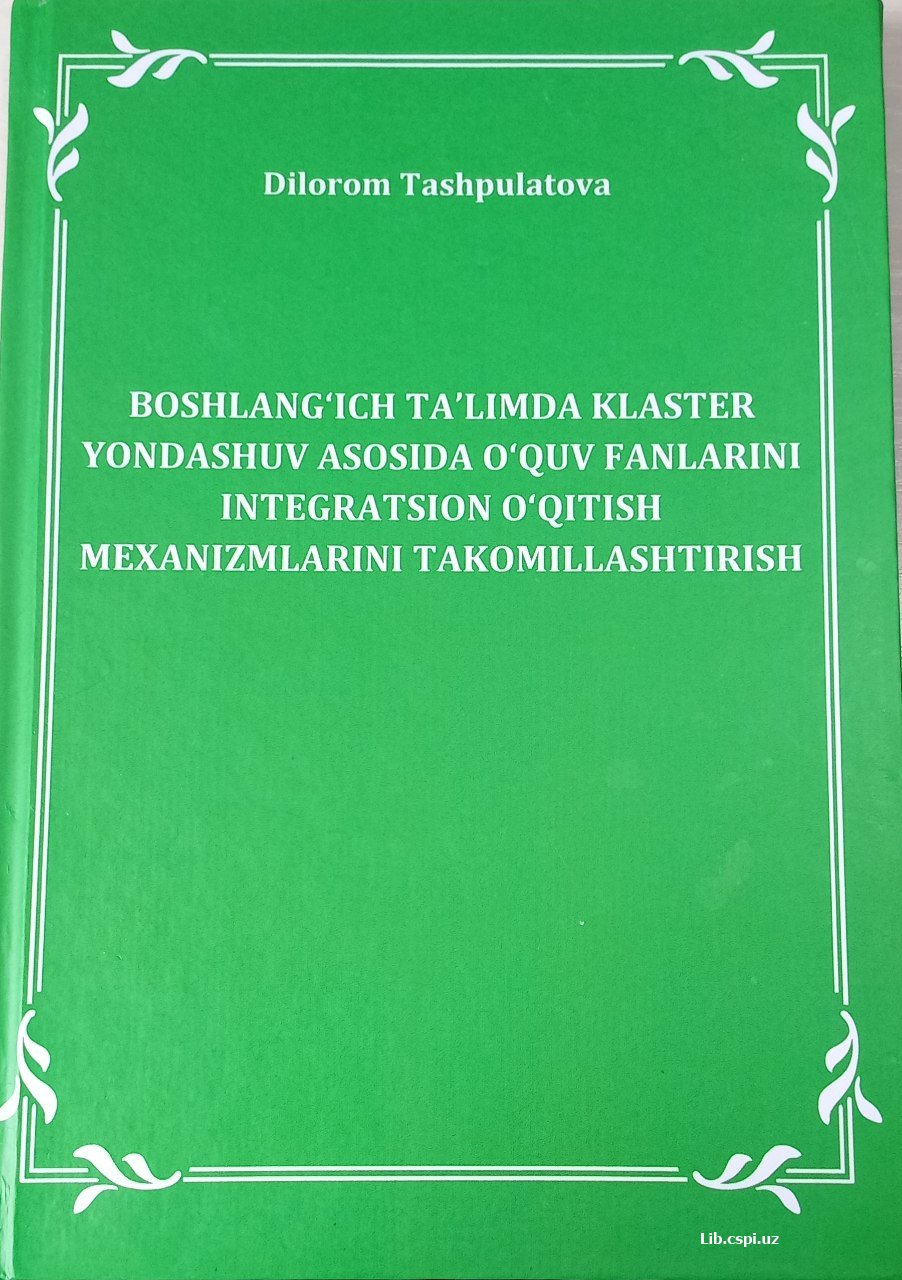 Dilorom Tashpulatova
BOSHLANG‘ICH TA’LIMDA KLASTER
YONDASHUV ASOSIDA O‘QUV FANLARINI
INTEGRATSION O‘QITISH
MEXANIZMLARINI TAKOMILLASHTIRISH
Lib.cspi.uz